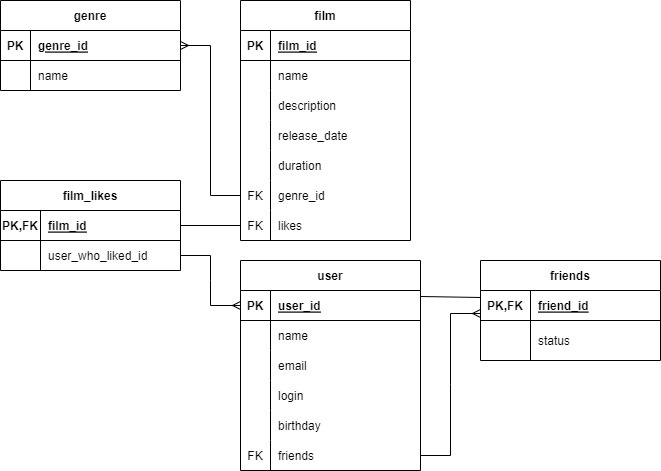 genre
PK genre_id
name
film
PK film_id
name
description
release_date
duration
FK genre_id
FK likes
film_likes
PK,FK film_id
user_who_liked_id
user
PK user_id
name
email
login
birthday
FK friends
friends
PK,FK friend_id
status